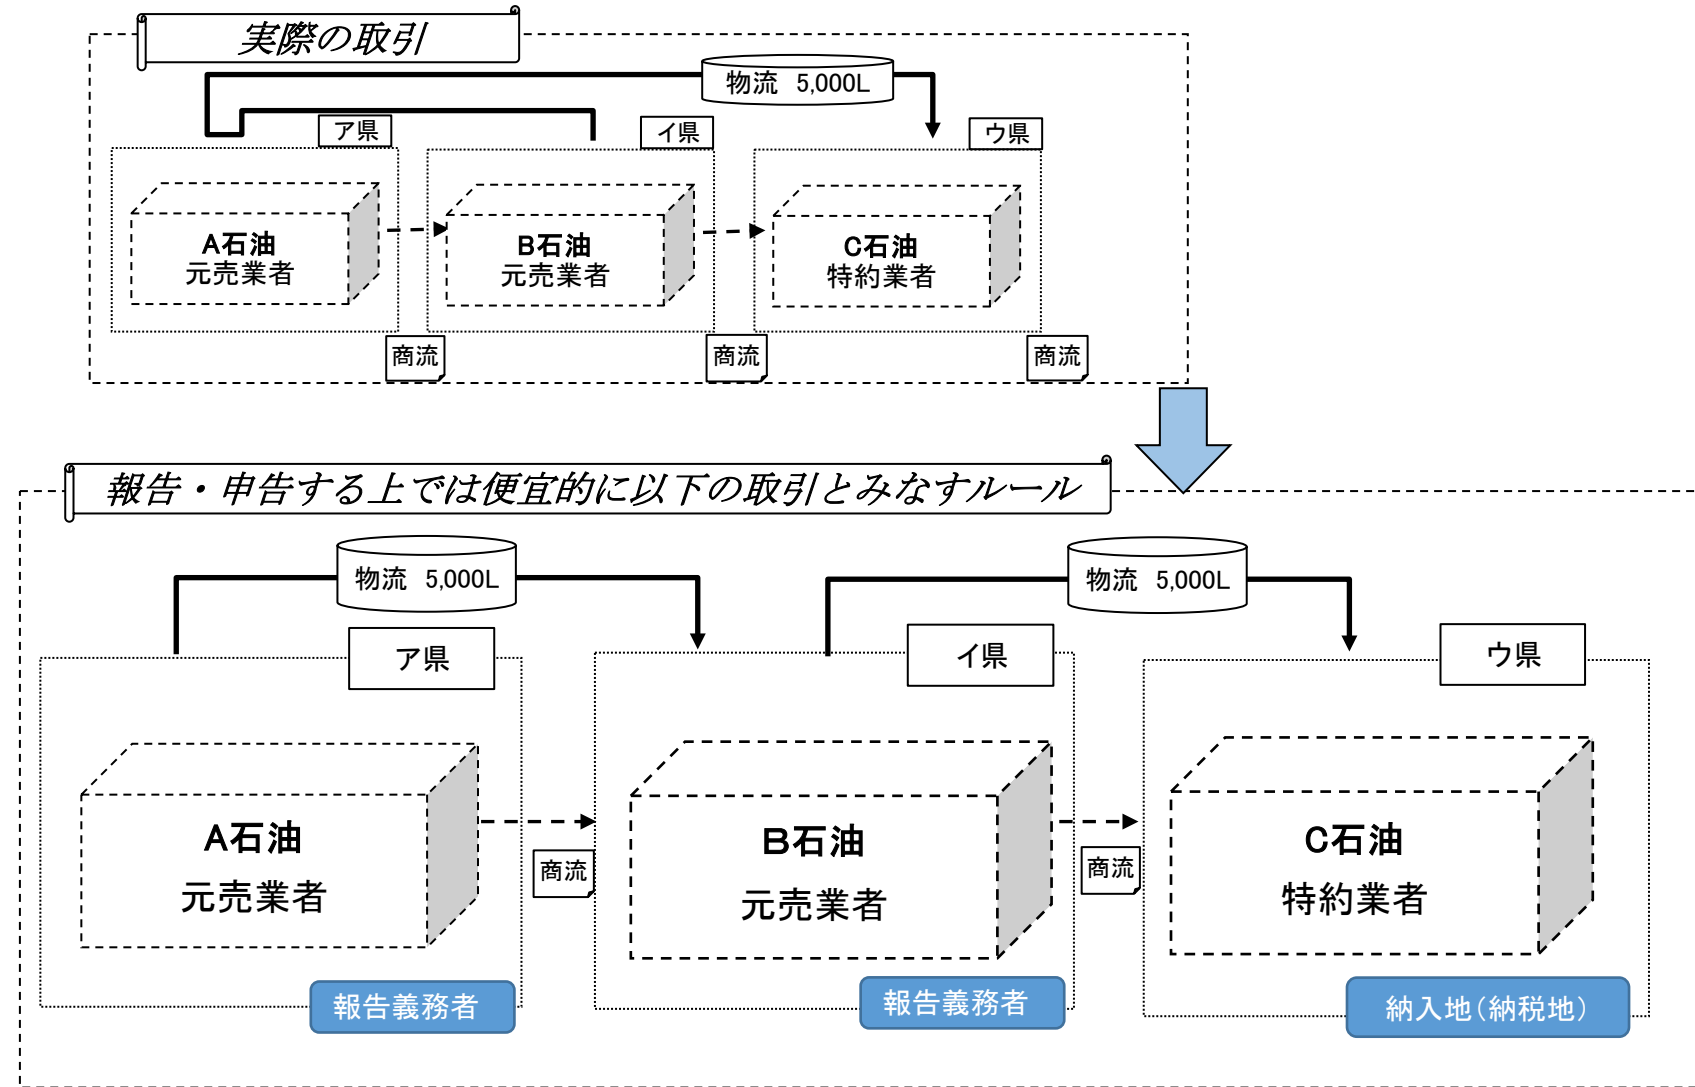 実際の取引
物流 5,000L
ア県
イ県
ウ県
A石油
元売業者
B石油
元売業者
C石油
特約業者
商流
商流
商流
報告・申告する上では便宜的に以下の取引とみなすルール
物流 5,000L
物流 5,000L
ア県
イ県
ウ県
A石油
元売業者
商流
B石油
元売業者
商流
C石油
特約業者
報告義務者
報告義務者
納入地（納税地）